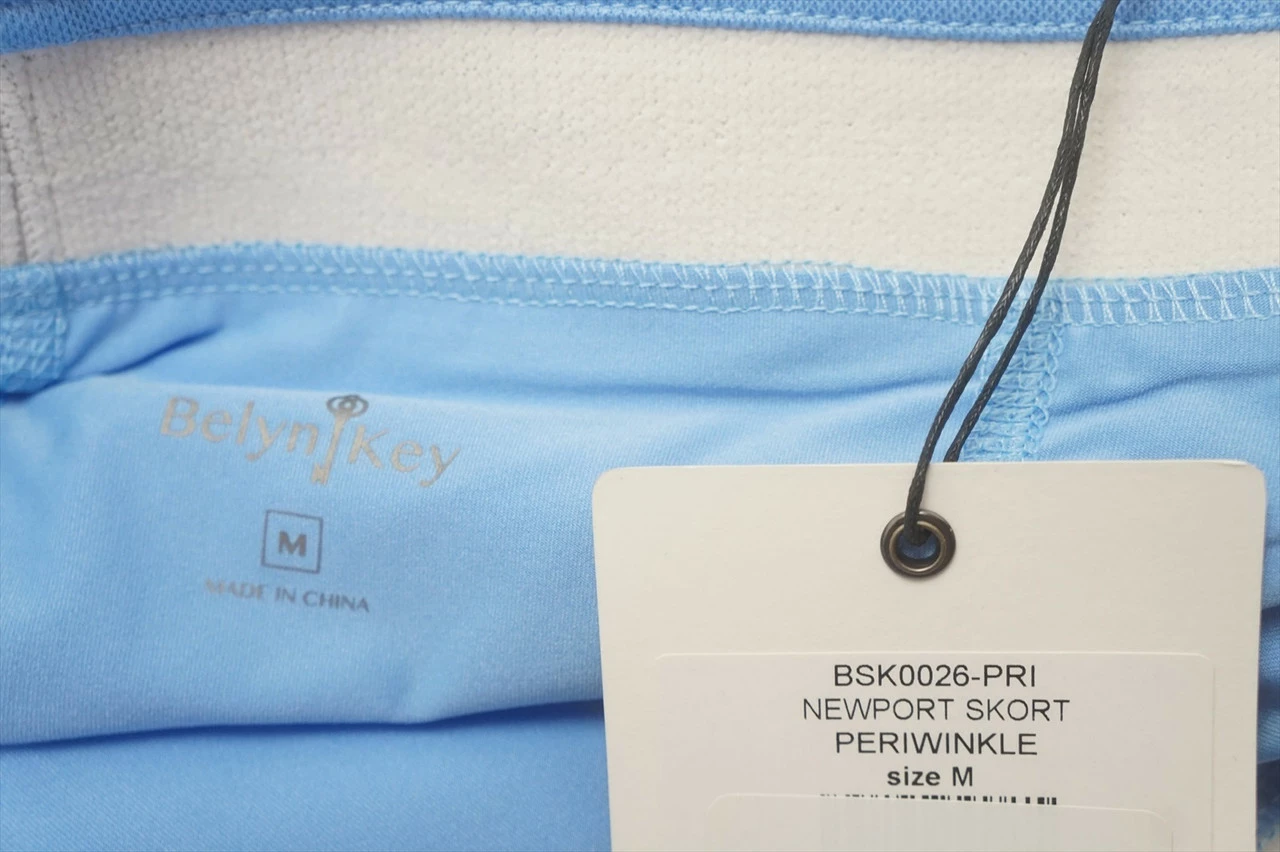 Belyn Key
M
MADE IN CHINA
BSK0026-PRI
NEWPORT SKORT
PERIWINKLE
size M